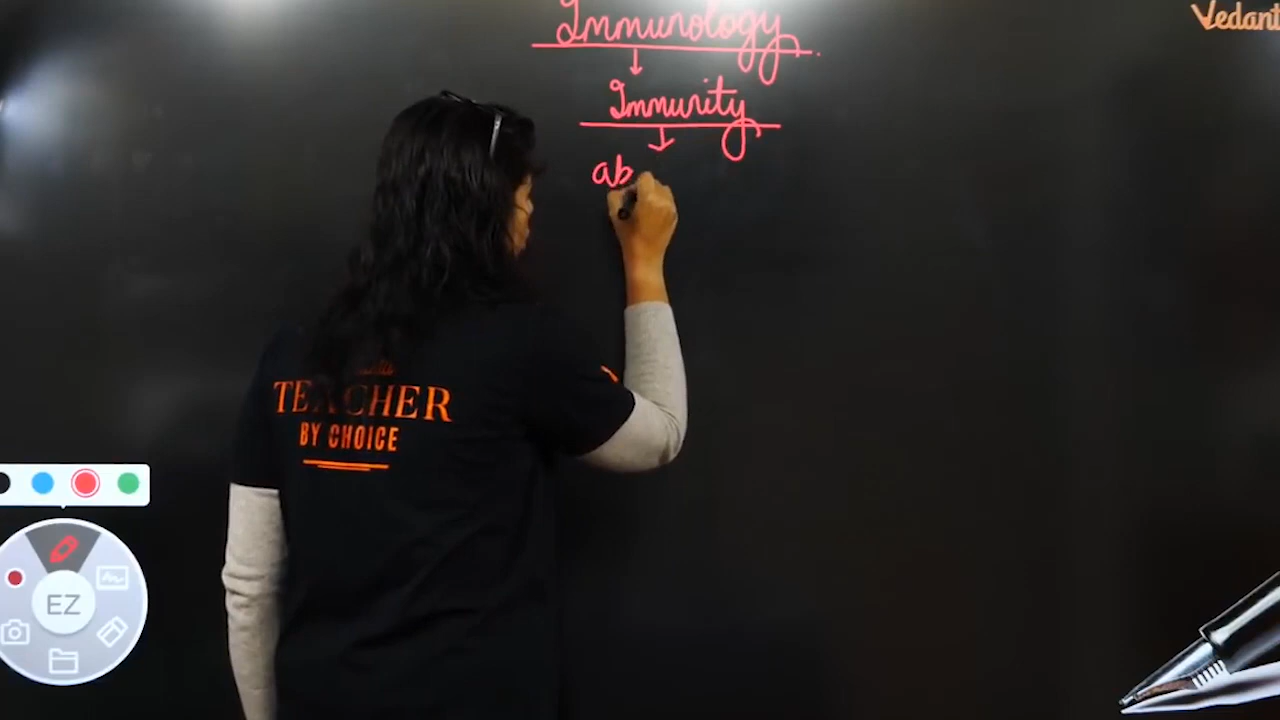 Immunology
Vedant
Immunity
ab
TEACHER
BY CHOICE
EZ